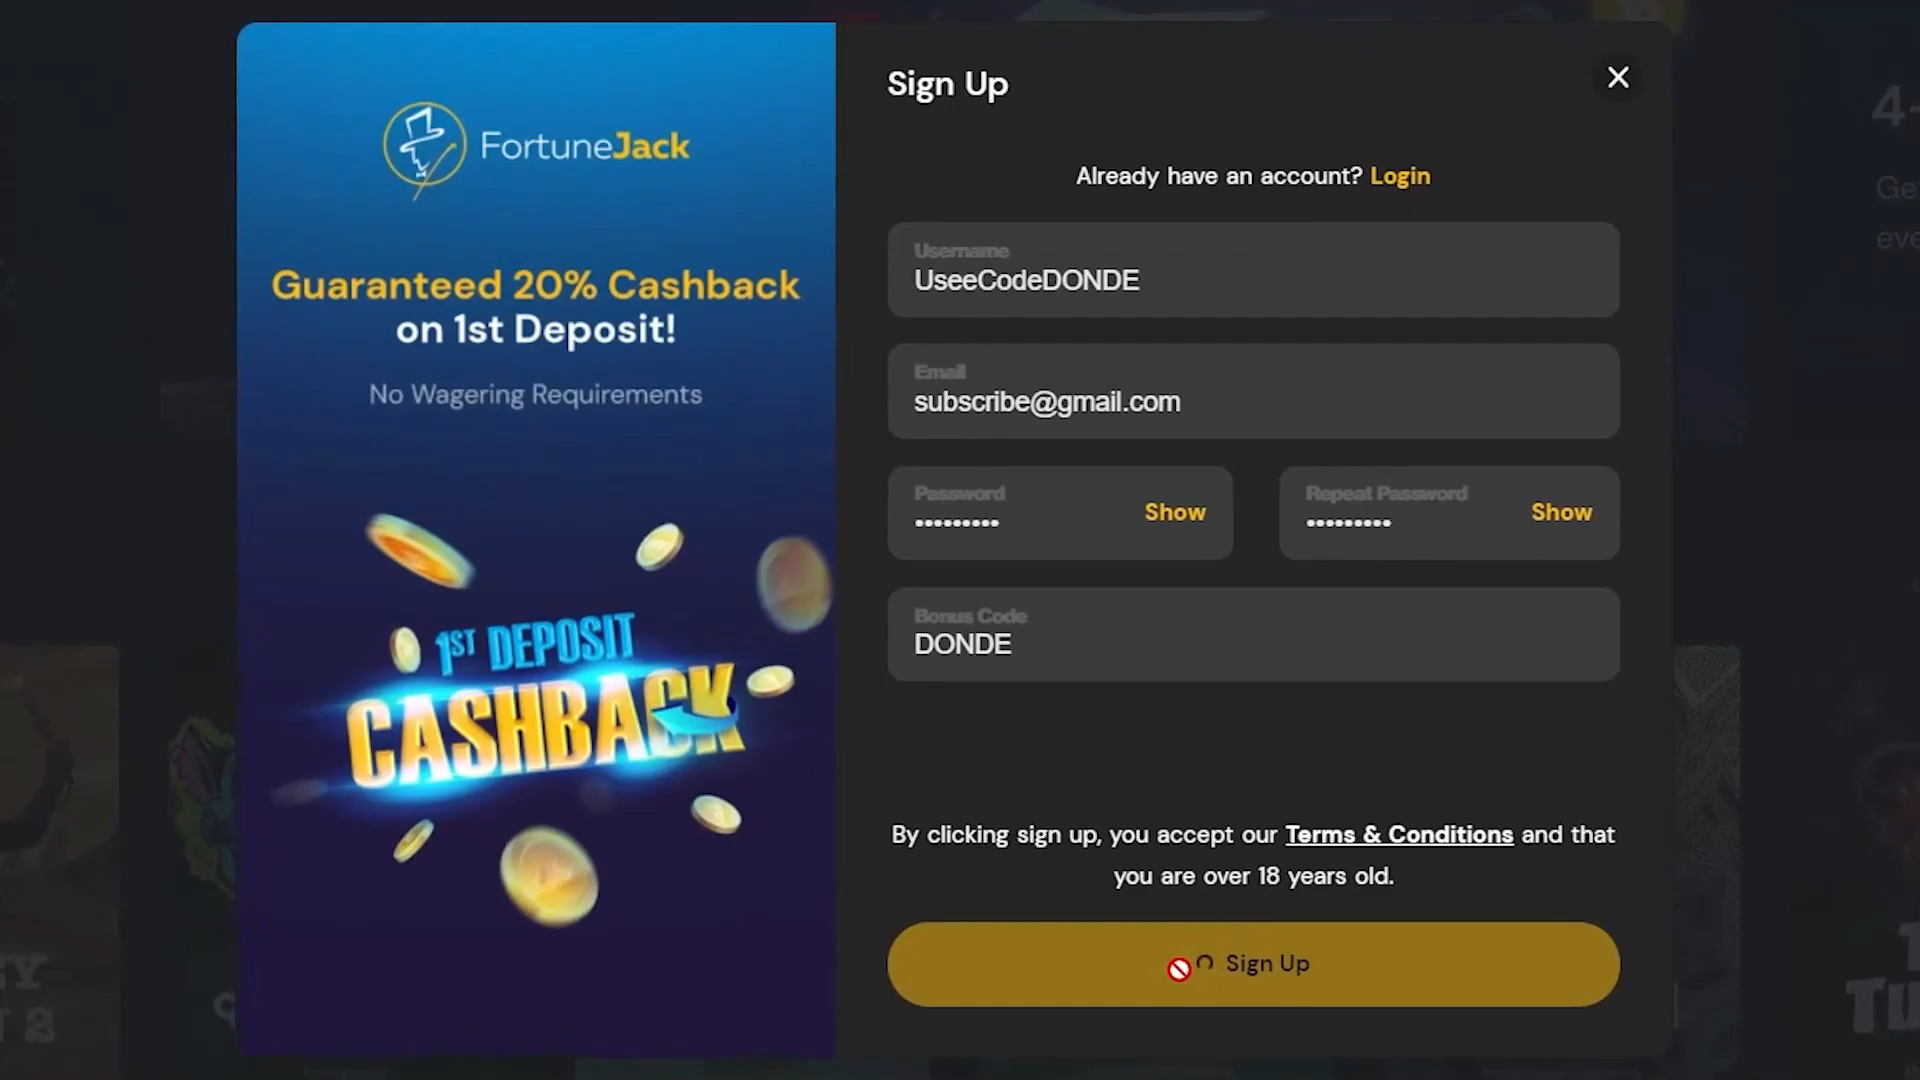 FortuneJack
Guaranteed 20% Cashback
on 1st Deposit!
No Wagering Requirements
1ST DEPOSIT
CASHBACK
Sign Up
Already have an account? Login
Username
UseeCodeDONDE
Email
subscribe@gmail.com
Password
Show
Repeat Password
Show
Bonus Code
DONDE
By clicking sign up, you accept our Terms & Conditions and that
you are over 18 years old.
Sign Up